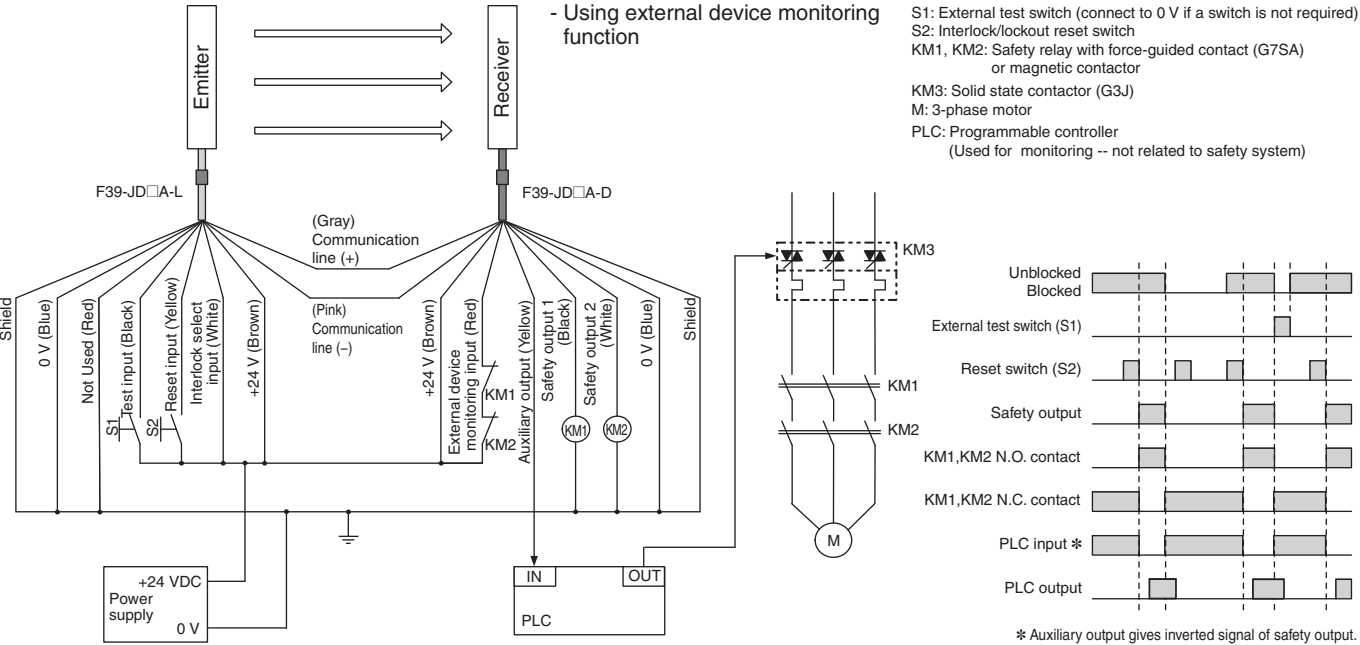 - Using external device monitoring
function
S1: External test switch (connect to 0 V if a switch is not required)
S2: Interlock/lockout reset switch
KM1, KM2: Safety relay with force-guided contact (G7SA)
or magnetic contactor
KM3: Solid state contactor (G3J)
M: 3-phase motor
PLC: Programmable controller
(Used for monitoring -- not related to safety system)
Emitter
Receiver
F39-JD□A-L
F39-JD□A-D
(Gray)
Communication
line (+)
(Pink)
Communication
line (−)
Shield
0 V (Blue)
Not Used (Red)
Test input (Black)
Reset input (Yellow)
Interlock select
input (White)
+24 V (Brown)
S1
S2
+24 V (Brown)
External device
monitoring input (Red)
KM1
KM2
Auxiliary output (Yellow)
Safety output 1
(Black)
Safety output 2
(White)
0 V (Blue)
Shield
KM1
KM2
+24 VDC
Power
supply
0 V
IN
OUT
PLC
KM3
KM1
KM2
M
Unblocked
Blocked
External test switch (S1)
Reset switch (S2)
Safety output
KM1,KM2 N.O. contact
KM1,KM2 N.C. contact
PLC input ✻
PLC output
✻ Auxiliary output gives inverted signal of safety output.